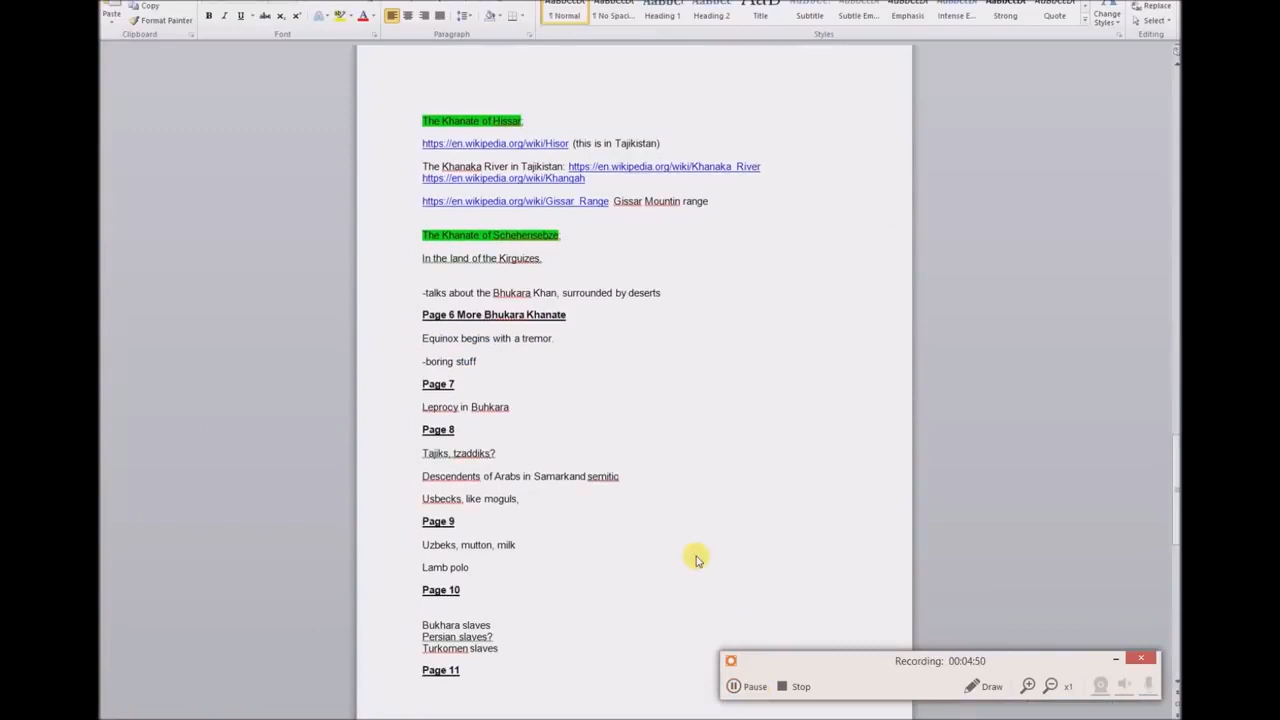 Copy
Replace
Paste
Format Painter
B I U abc x₂ x² A
Normal
No Spaci...
Heading 1
Heading 2
Title
Subtitle
Subtle Em...
Emphasis
Intense E...
Strong
Quote
Change
Styles
Select
Clipboard
Font
Paragraph
Styles
Editing
The Khanate of Hissar;
https://en.wikipedia.org/wiki/Hisor (this is in Tajikistan)
The Khanaka River in Tajikistan: https://en.wikipedia.org/wiki/Khanaka_River
https://en.wikipedia.org/wiki/Khanqah
https://en.wikipedia.org/wiki/Gissar_Range Gissar Mountin range
The Khanate of Schehensebze;
In the land of the Kirguizes.
-talks about the Bhukara Khan, surrounded by deserts
Page 6 More Bhukara Khanate
Equinox begins with a tremor.
-boring stuff
Page 7
Leprocy in Buhkara
Page 8
Tajiks, tzaddiks?
Descendents of Arabs in Samarkand semitic
Usbecks, like moguls,
Page 9
Uzbeks, mutton, milk
Lamb polo
Page 10
Bukhara slaves
Persian slaves?
Turkomen slaves
Page 11
Recording: 00:04:50
Pause
Stop
Draw
x1